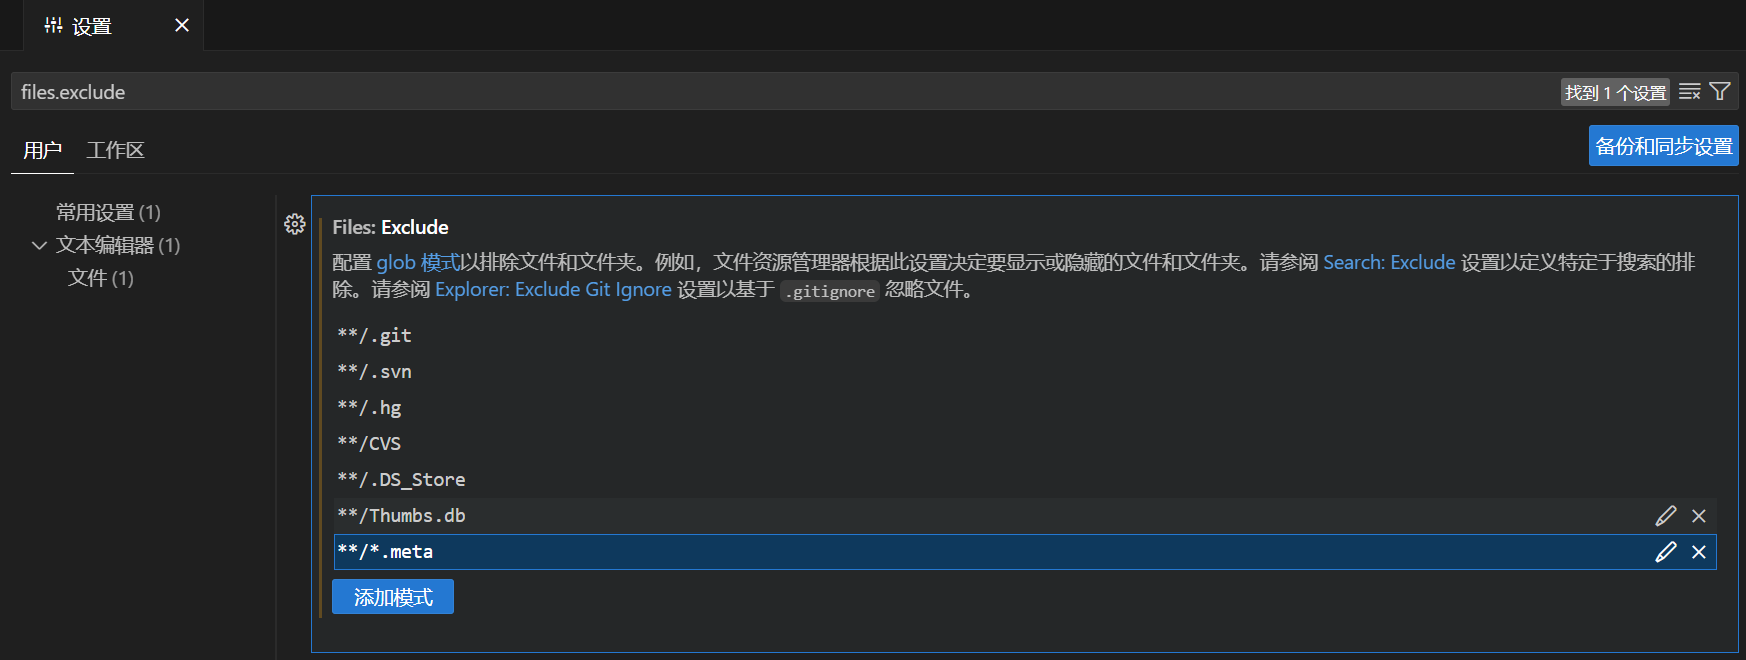 设置
files.exclude
找到 1 个设置
用户 工作区
备份和同步设置
常用设置 (1)
文本编辑器 (1)
文件 (1)
Files: Exclude
配置 glob 模式以排除文件和文件夹。例如，文件资源管理器根据此设置决定要显示或隐藏的文件和文件夹。请参阅 Search: Exclude 设置以定义特定于搜索的排
除。请参阅 Explorer: Exclude Git Ignore 设置以基于 .gitignore 忽略文件。
**/.git
**/.svn
**/.hg
**/CVS
**/.DS_Store
**/Thumbs.db
**/*.meta
添加模式